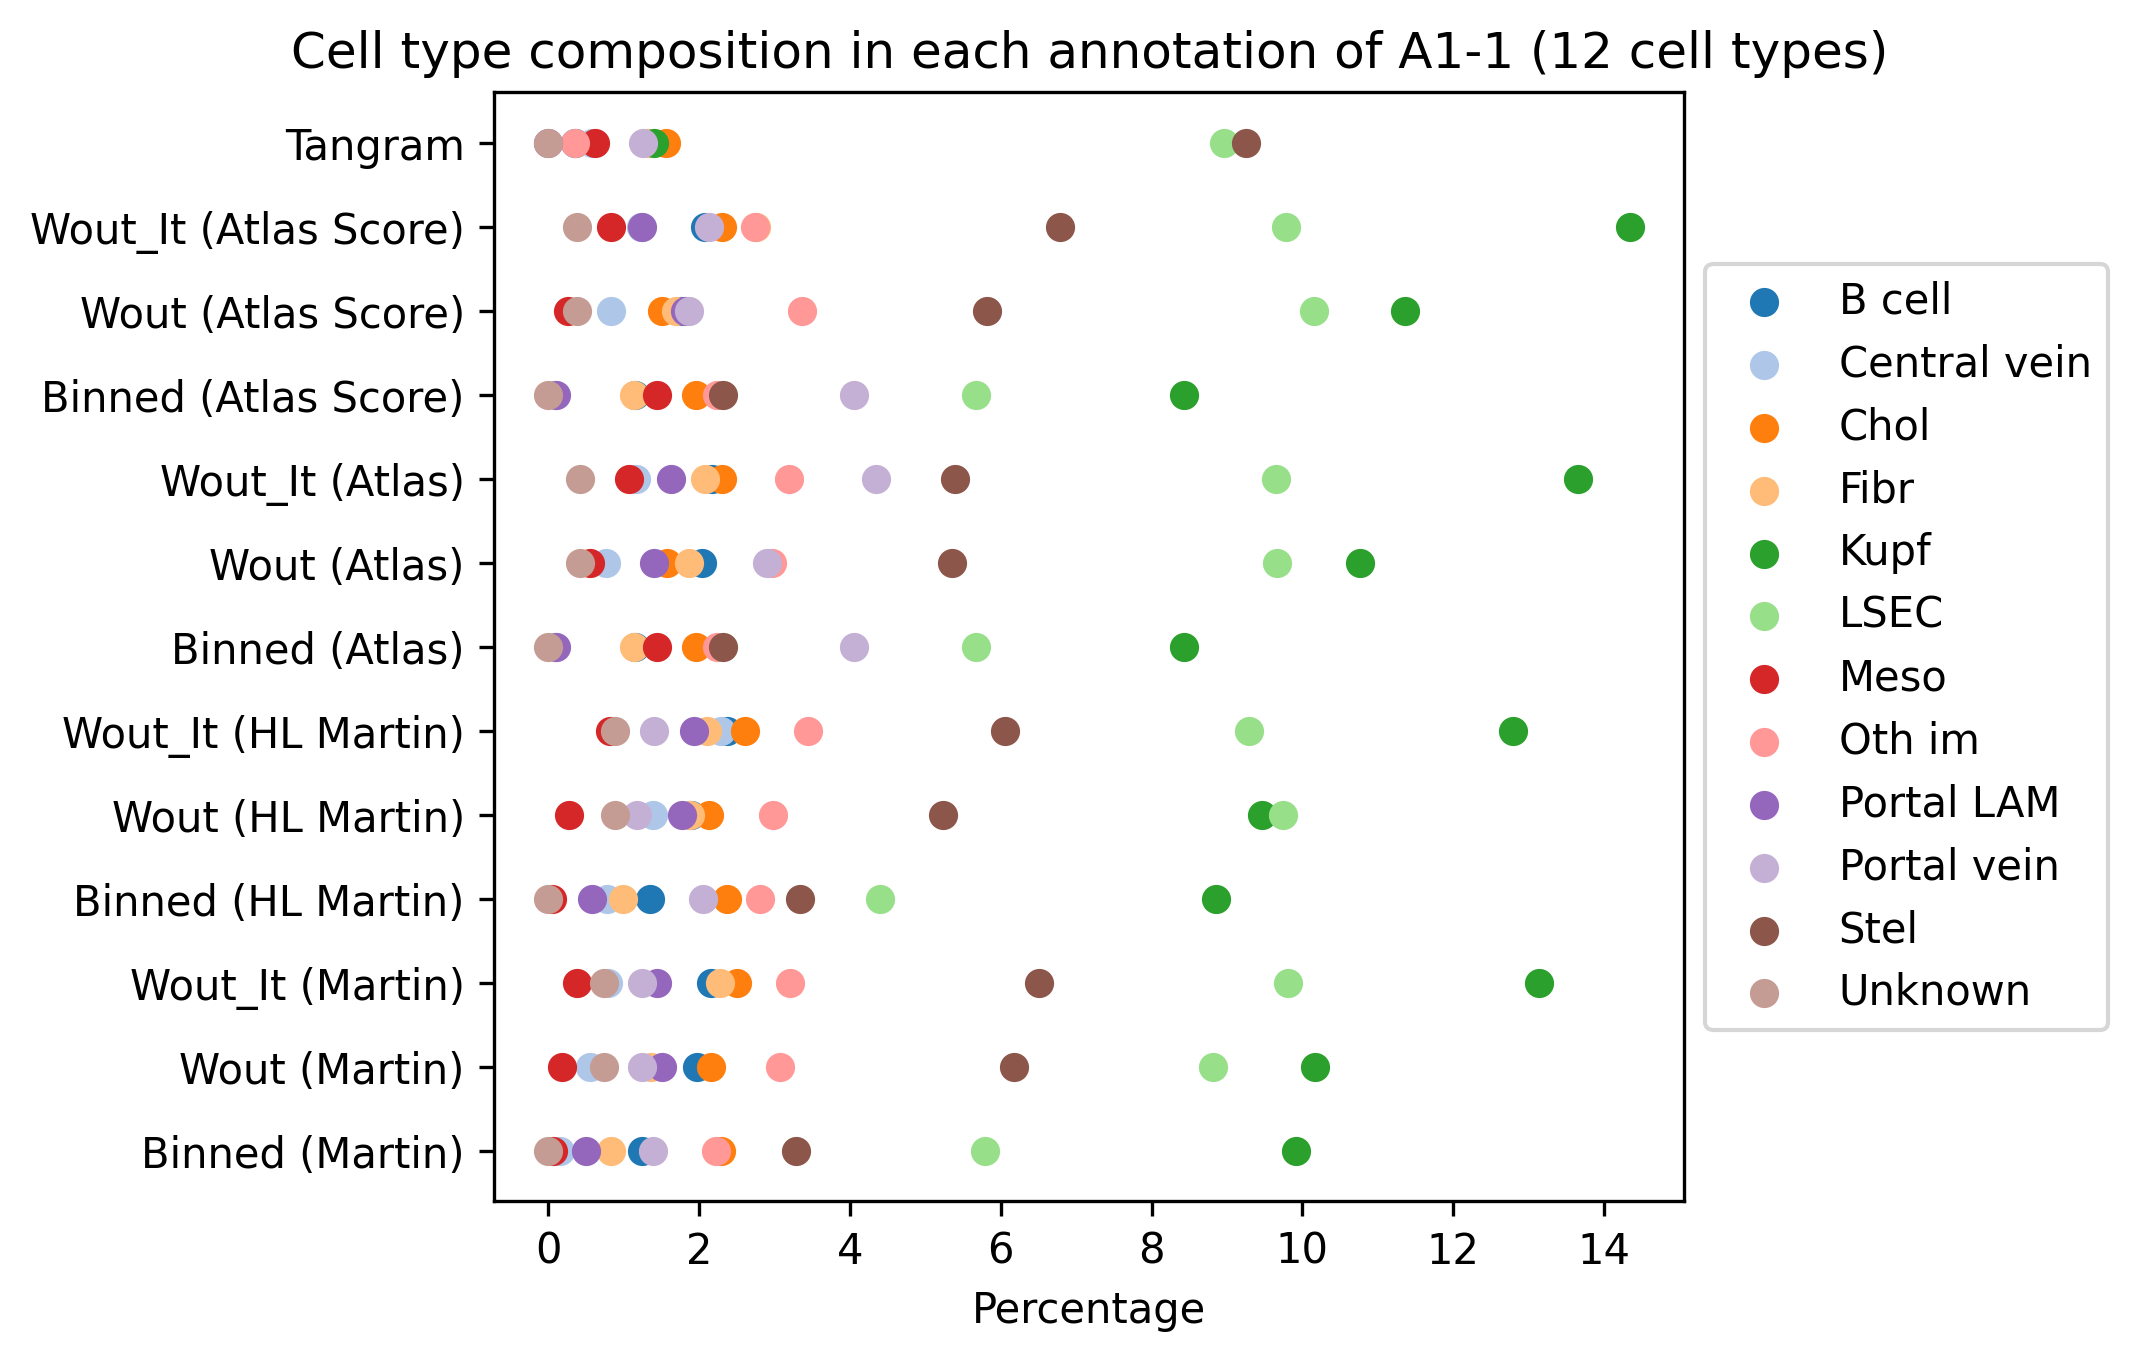 Cell type composition in each annotation of A1-1 (12 cell types)
Tangram
Wout_It (Atlas Score)
Wout (Atlas Score)
Binned (Atlas Score)
Wout_It (Atlas)
Wout (Atlas)
Binned (Atlas)
Wout_It (HL Martin)
Wout (HL Martin)
Binned (HL Martin)
Wout_It (Martin)
Wout (Martin)
Binned (Martin)
0 2 4 6 8 10 12 14
Percentage
B cell
Central vein
Chol
Fibr
Kupf
LSEC
Meso
Oth im
Portal LAM
Portal vein
Stel
Unknown